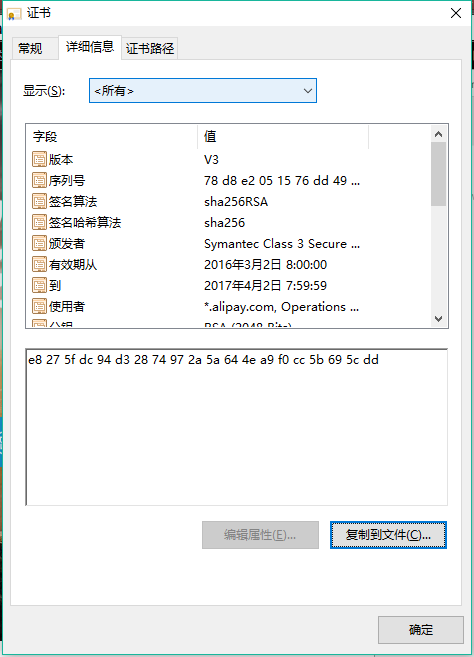 证书
常规 详细信息 证书路径
显示(S): <所有>
字段 值
版本 V3
序列号 78 d8 e2 05 15 76 dd 49 ...
签名算法 sha256RSA
签名哈希算法 sha256
颁发者 Symantec Class 3 Secure ...
有效期从 2016年3月2日 8:00:00
到 2017年4月2日 7:59:59
使用者 *.alipay.com, Operations ...
公钥 RSA (2048 Bits)
e8 27 5f dc 94 d3 28 74 97 2a 5a 64 4e a9 f0 cc 5b 69 5c dd
编辑属性(E)... 复制到文件(C)...
确定